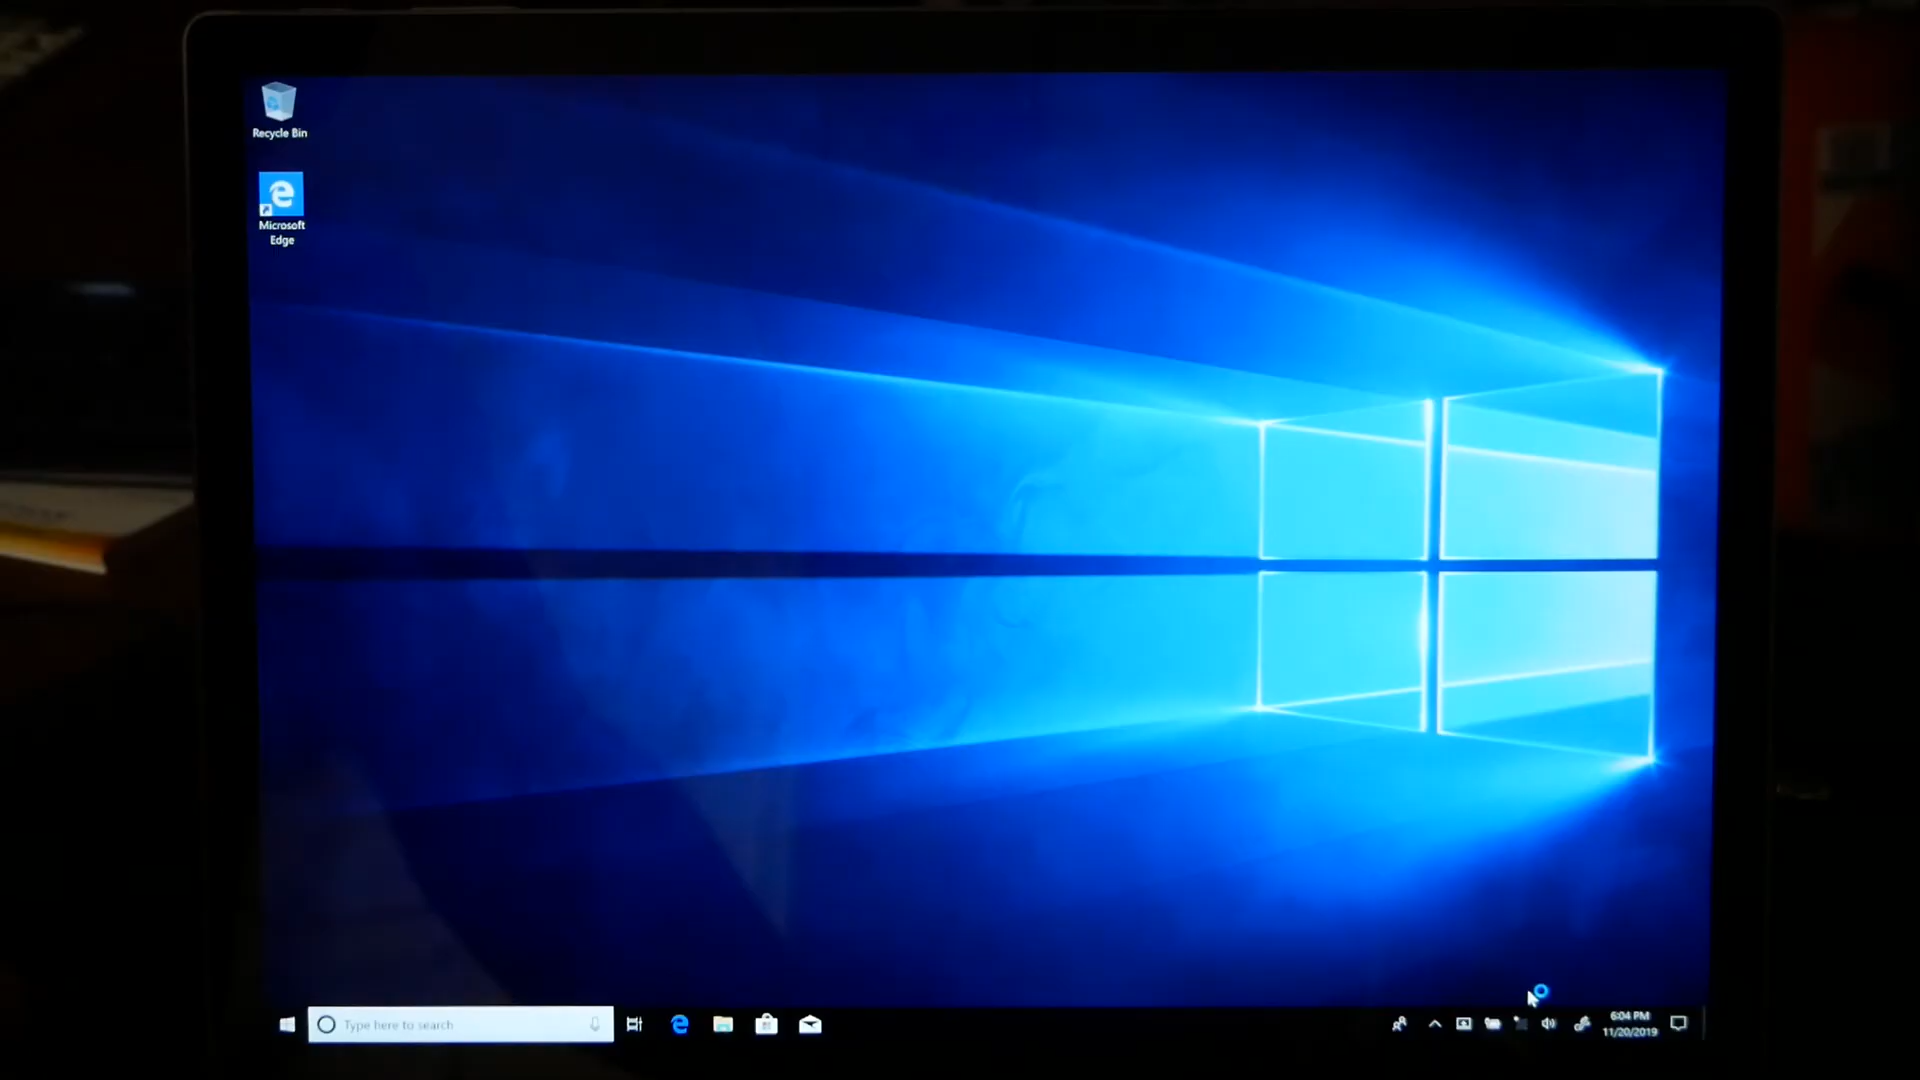 Recycle Bin
Microsoft
Edge
Type here to search
6:04 PM
11/20/2019